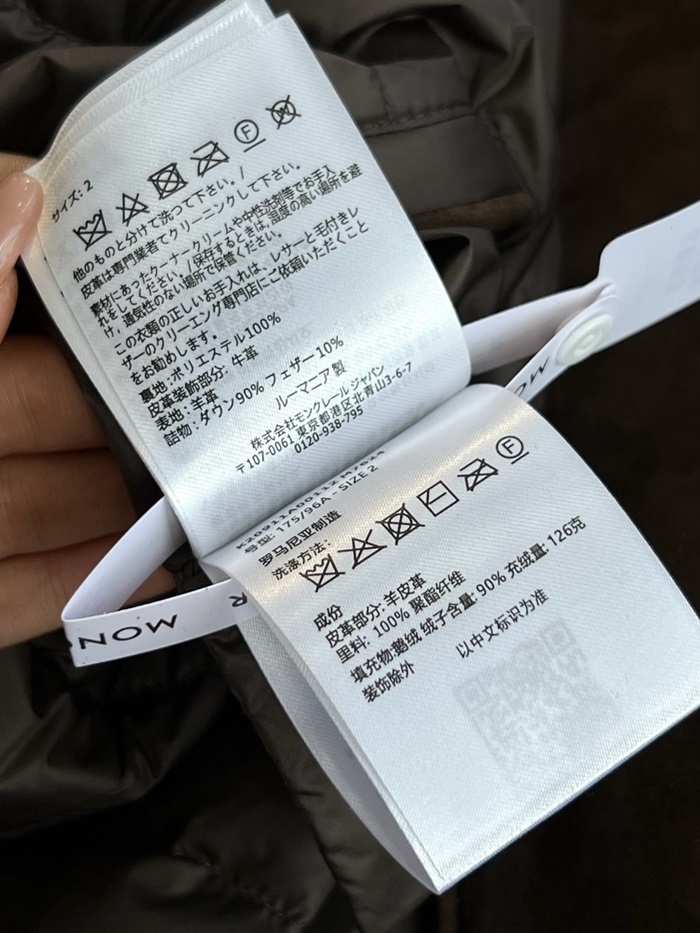 サイズ: 2
F
他のものと分けて洗って下さい。/
皮革は専門業者でクリーニングして下さい。
素材にあったクーナークリームや中性洗剤等でお手入
れをしてください。/保存するときは、湿度の高い場所を避
け、通気性のない場所で保管ください。
この衣類の正しいお手入れは、レザーと毛付きレ
ザーのクリーエング専門店にご依頼いただくこと
をお勧めします。
裏地: ポリエステル100%
皮革装飾部分: 牛革
表地: 羊革
詰物: ダウン90% フェザー10%
ルーマニア製
株式会社モンクレール ジャパン
〒107-0061 東京都港区北青山3-6-7
0120-938-795
号型: 175/96A - SIZE 2
罗马尼亚制造
洗涤方法:
F
成份
皮革部分: 羊皮革
里料: 100% 聚酯纤维
填充物:鹅绒 绒子含量: 90% 充绒量: 126克
以中文标识为准
装饰除外
MON
R
MO